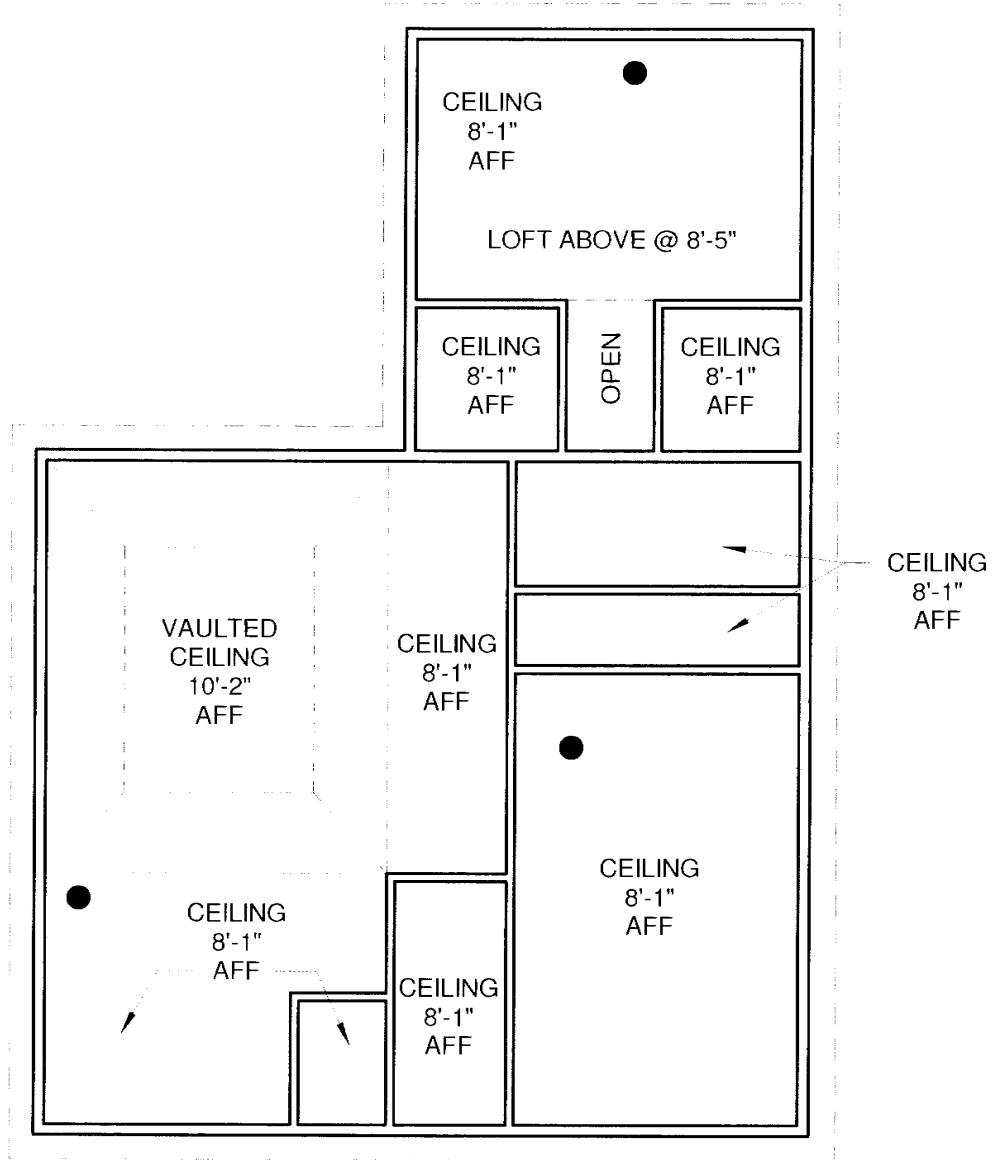 CEILING
8'-1"
AFF
LOFT ABOVE @ 8'-5"
CEILING
8'-1"
AFF
OPEN
CEILING
8'-1"
AFF
CEILING
8'-1"
AFF
VAULTED
CEILING
10'-2"
AFF
CEILING
8'-1"
AFF
CEILING
8'-1"
AFF
CEILING
8'-1"
AFF
CEILING
8'-1"
AFF